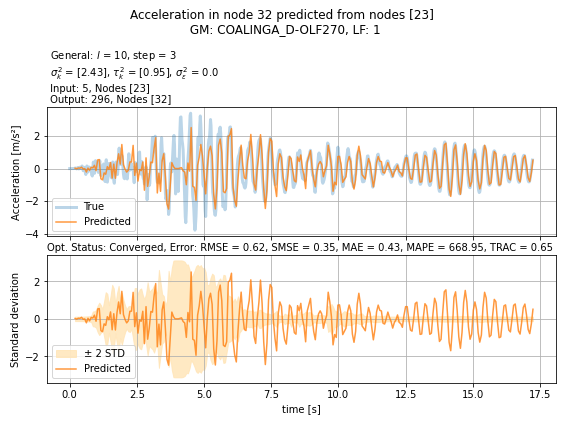 Acceleration in node 32 predicted from nodes [23]
GM: COALINGA_D-OLF270, LF: 1
General: l = 10, step = 3
σ²ₖ = [2.43], τ²ₖ = [0.95], σ²ε = 0.0
Input: 5, Nodes [23]
Output: 296, Nodes [32]
Acceleration [m/s²]
2
0
−2
−4
True
Predicted
Opt. Status: Converged, Error: RMSE = 0.62, SMSE = 0.35, MAE = 0.43, MAPE = 668.95, TRAC = 0.65
Standard deviation
2
0
−2
± 2 STD
Predicted
0.0 2.5 5.0 7.5 10.0 12.5 15.0 17.5
time [s]